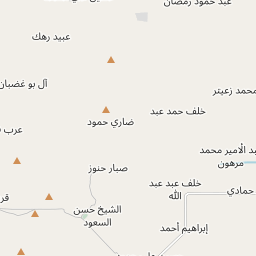 عبد حمود رمضان
عبيد رهك
آل بو غضبان
محمد زعيتر
خلف حمد عبد
ضاري حمود
عرب
عبد الأمير محمد
مرهون
صبار حنوز
خلف عبد عبد
الله
حمادي
الشيخ حسن
السعود
إبراهيم أحمد